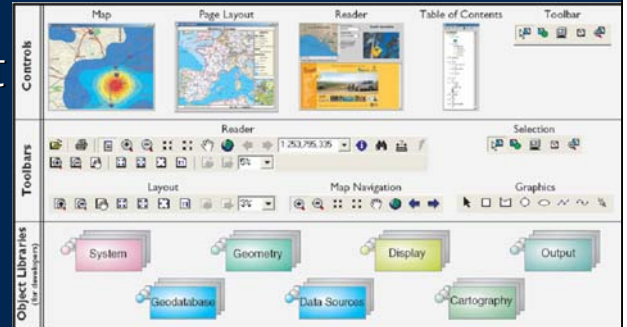 Map
Page Layout
Reader
Table of Contents
Toolbar
Controls
Reader
Selection
1:253,795,335
5%
Toolbars
Layout
Map Navigation
Graphics
System
Geometry
Display
Output
Geodatabase
Data Sources
Cartography
Object Libraries
(for developers)